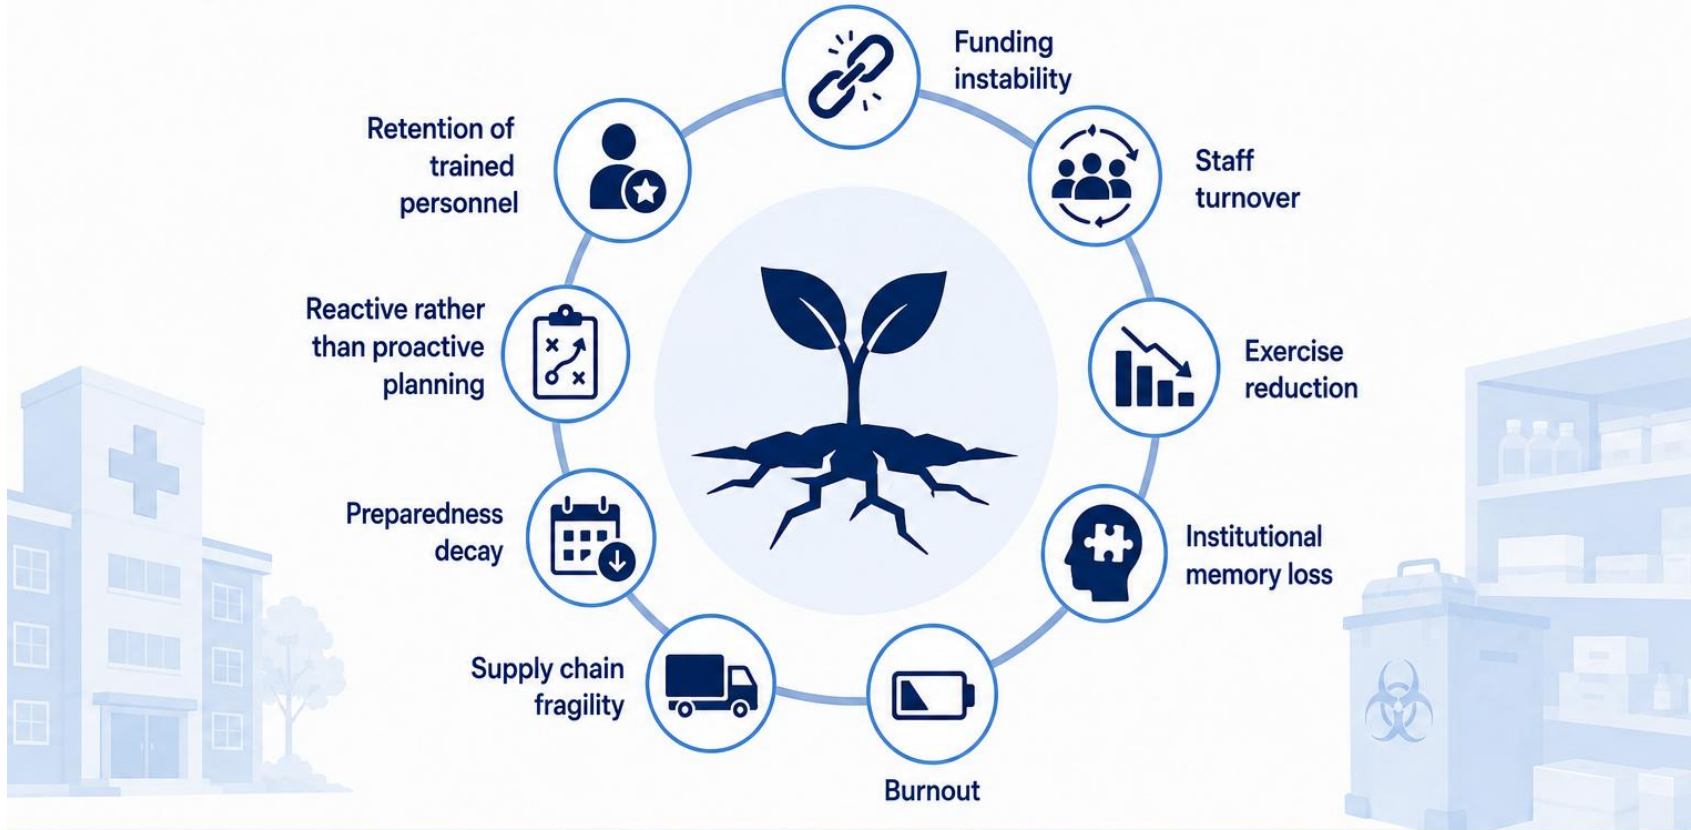 Funding
instability
Staff
turnover
Exercise
reduction
Institutional
memory loss
Burnout
Supply chain
fragility
Preparedness
decay
Reactive rather
than proactive
planning
Retention of
trained
personnel